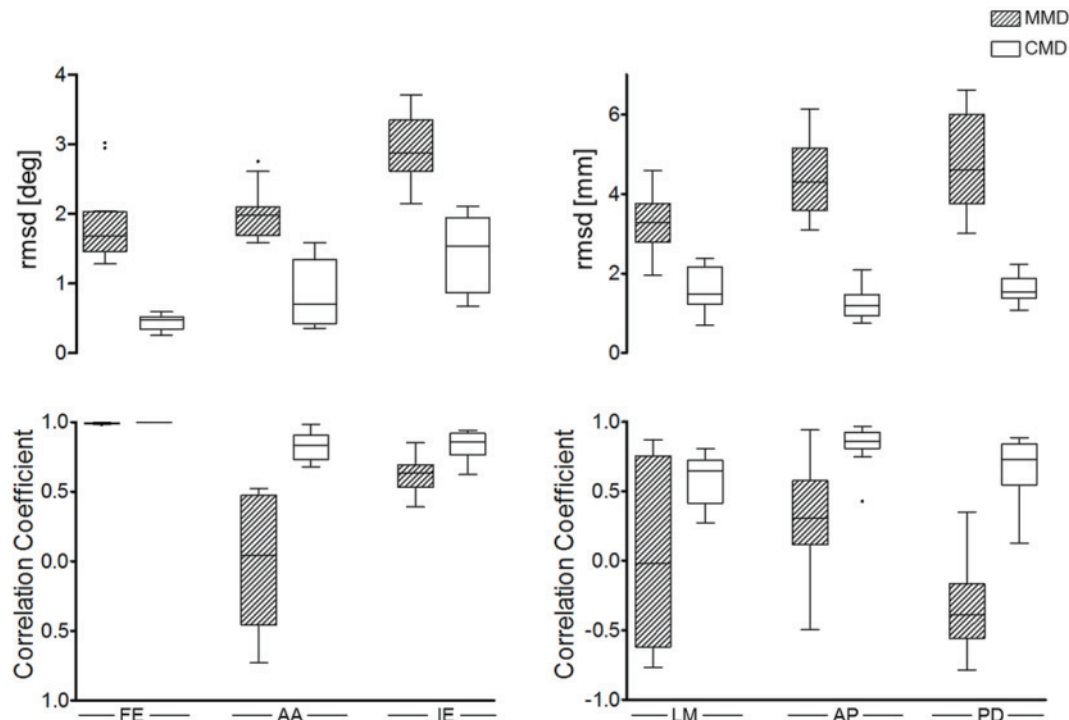 MMD
CMD
rmsd [deg]
4
3
2
1
0
rmsd [mm]
6
4
2
0
Correlation Coefficient
1.0
0.5
0.0
0.5
1.0
FE
AA
IE
Correlation Coefficient
1.0
0.5
0.0
-0.5
-1.0
LM
AP
PD